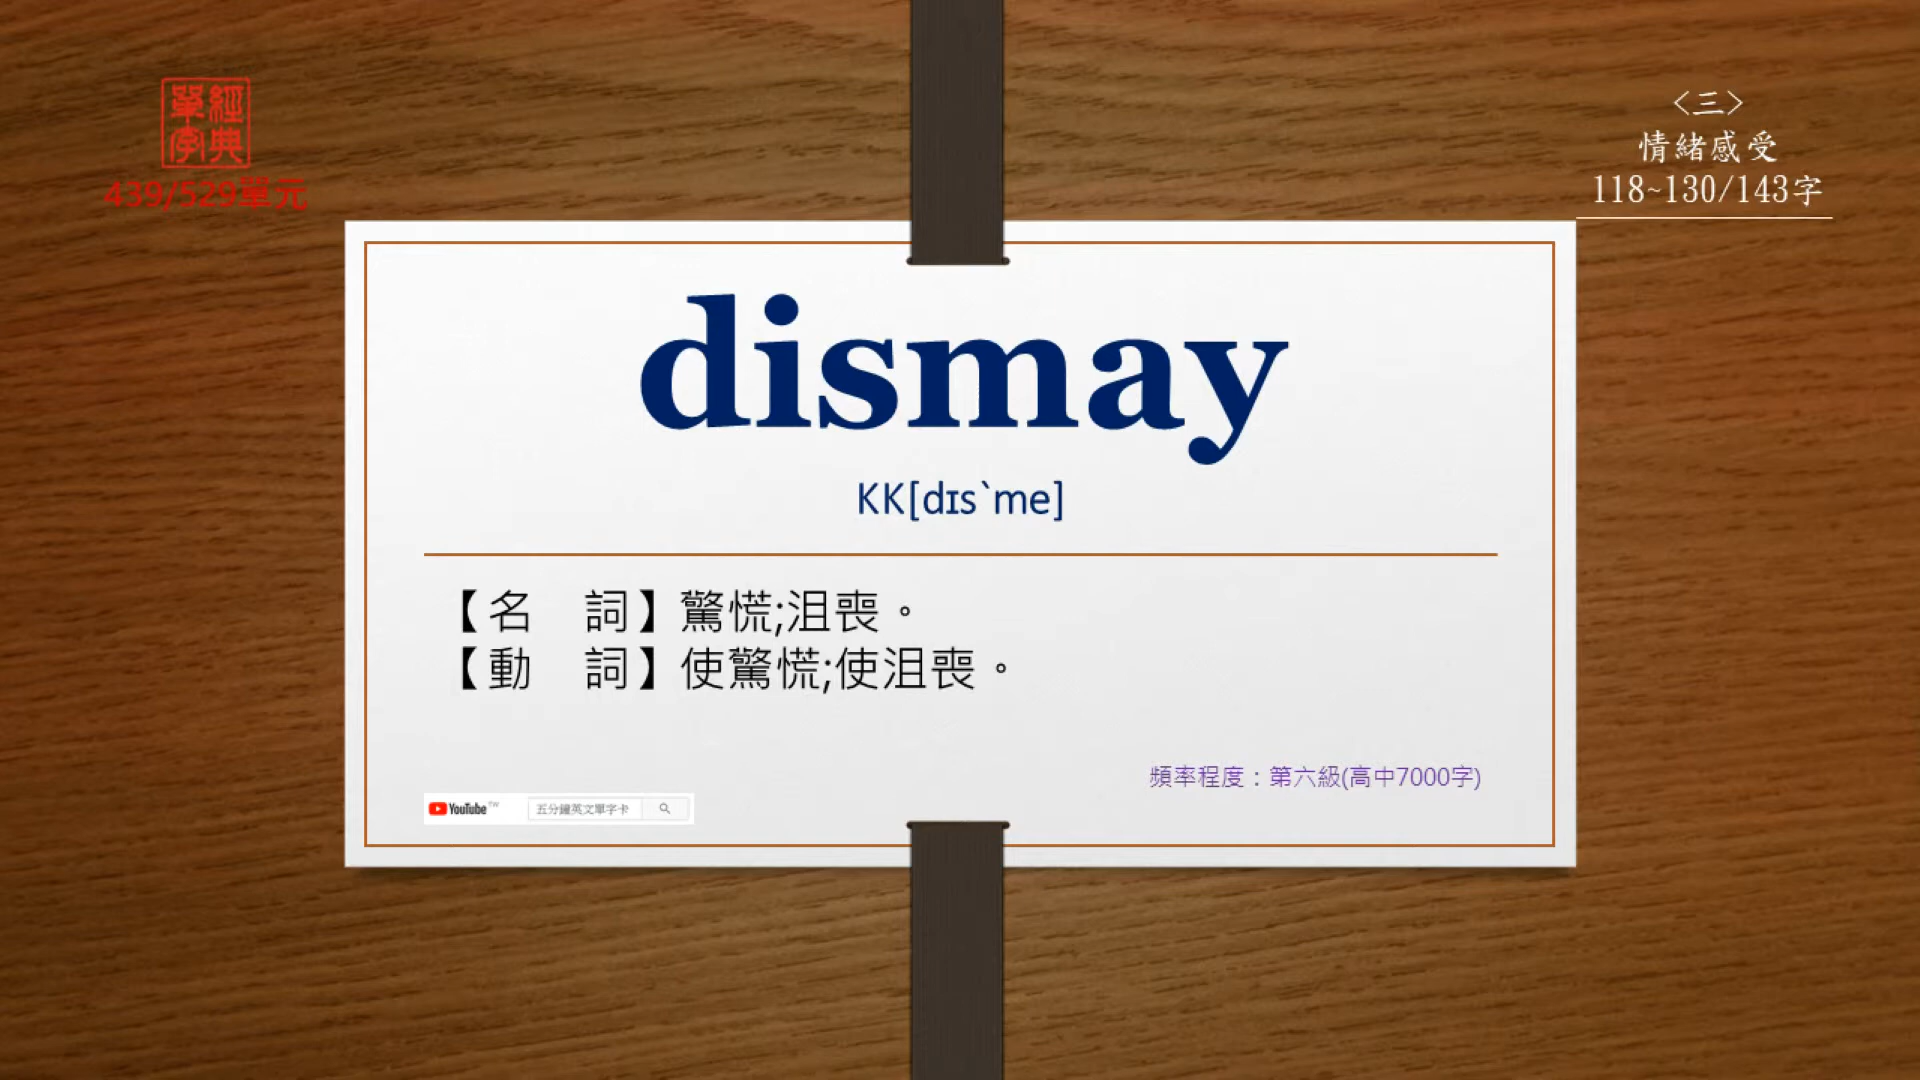 經典單字
439/529單元
<三>
情緒感受
118~130/143字
dismay
KK[dɪsˋme]
【名　詞】驚慌;沮喪。
【動　詞】使驚慌;使沮喪。
頻率程度：第六級(高中7000字)
YouTube TW 五分鐘英文單字卡